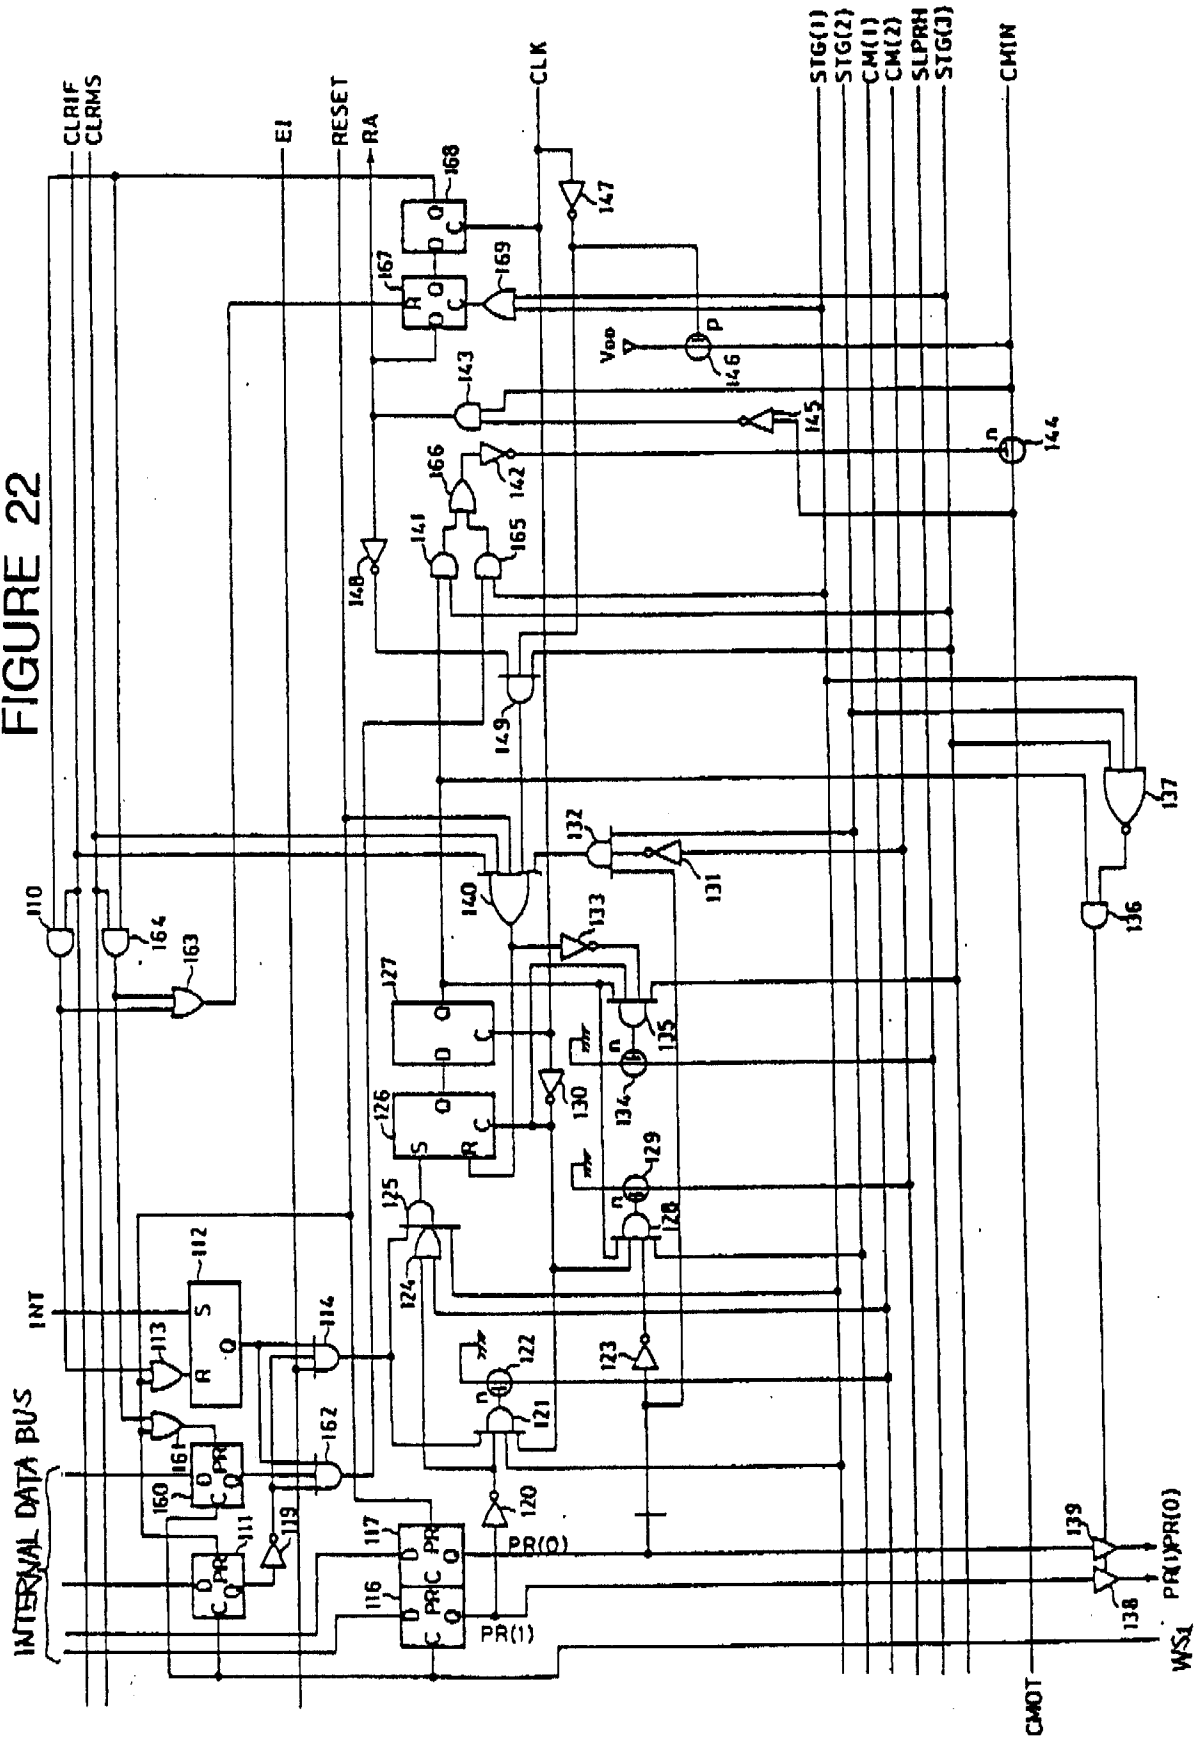 FIGURE 22
CLRIF
CLRMS
EI
RESET
RA
CLK
STG(1)
STG(2)
CM(1)
CM(2)
SLPRH
STG(3)
CMIN
168
Q
D
C
147
167
R
Q
D
C
169
VDD
P
146
143
145
n
144
166
142
141
165
148
149
137
136
132
131
140
133
110
164
163
127
Q
D
C
135
n
134
130
126
Q
S
R
C
125
124
129
n
128
INT
112
S
Q
R
113
114
122
n
121
123
INTERNAL DATA BUS
161
162
160
D
PR
C
Q
119
111
D
PR
C
Q
120
117
D
PR
C
Q
116
D
PR
C
Q
PR(0)
PR(1)
139
138
PR(1)
PR(0)
CMOT
WS1